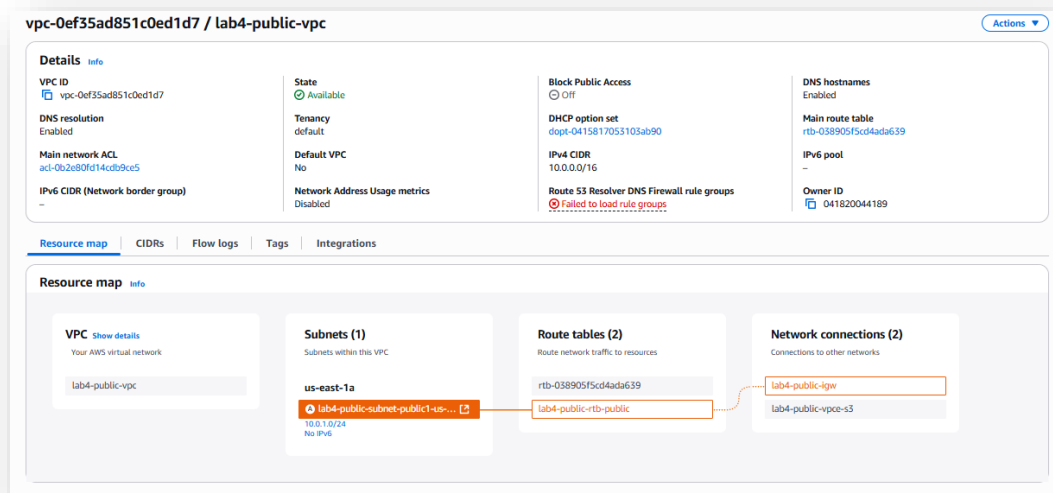 vpc-0ef35ad851c0ed1d7 / lab4-public-vpc
Actions ▼
Details Info
VPC ID
vpc-0ef35ad851c0ed1d7
State
Available
Block Public Access
Off
DNS hostnames
Enabled
DNS resolution
Enabled
Tenancy
default
DHCP option set
dopt-0415817053103ab90
Main route table
rtb-038905f5cd4ada639
Main network ACL
acl-0b2e80fd14cdb9ce5
Default VPC
No
IPv4 CIDR
10.0.0.0/16
IPv6 pool
–
IPv6 CIDR (Network border group)
–
Network Address Usage metrics
Disabled
Route 53 Resolver DNS Firewall rule groups
Failed to load rule groups
Owner ID
041820044189
Resource map
CIDRs
Flow logs
Tags
Integrations
Resource map Info
VPC Show details
Your AWS virtual network
lab4-public-vpc
Subnets (1)
Subnets within this VPC
us-east-1a
A lab4-public-subnet-public1-us-...
10.0.1.0/24
No IPv6
Route tables (2)
Route network traffic to resources
rtb-038905f5cd4ada639
lab4-public-rtb-public
Network connections (2)
Connections to other networks
lab4-public-igw
lab4-public-vpce-s3